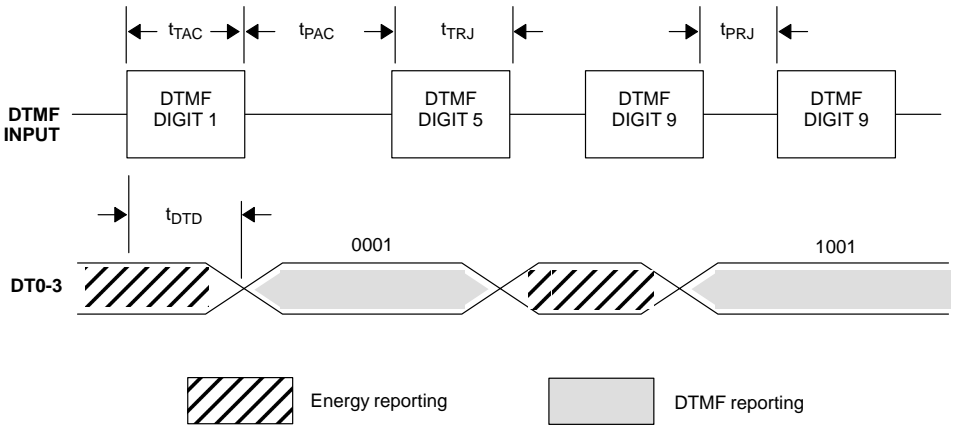 tTAC tPAC tTRJ tPRJ
DTMF INPUT
DTMF DIGIT 1
DTMF DIGIT 5
DTMF DIGIT 9
DTMF DIGIT 9
tDTD
0001 1001
DT0-3
Energy reporting DTMF reporting